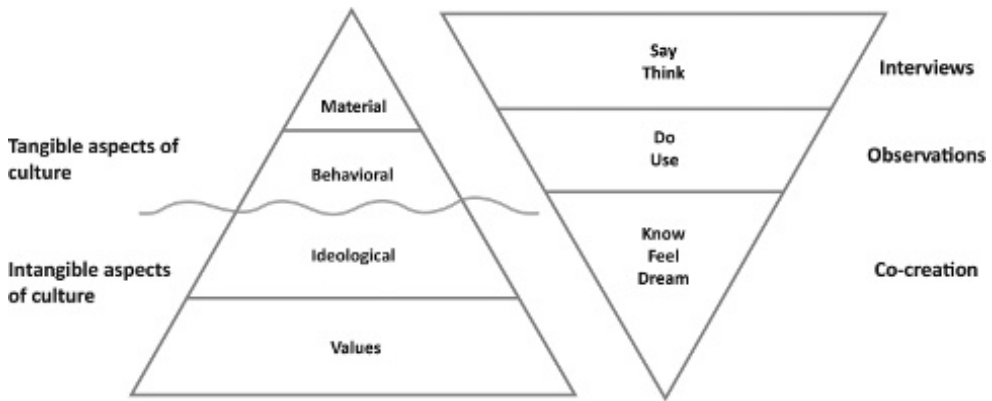 Tangible aspects of
culture
Intangible aspects
of culture
Material
Behavioral
Ideological
Values
Say
Think
Do
Use
Know
Feel
Dream
Interviews
Observations
Co-creation